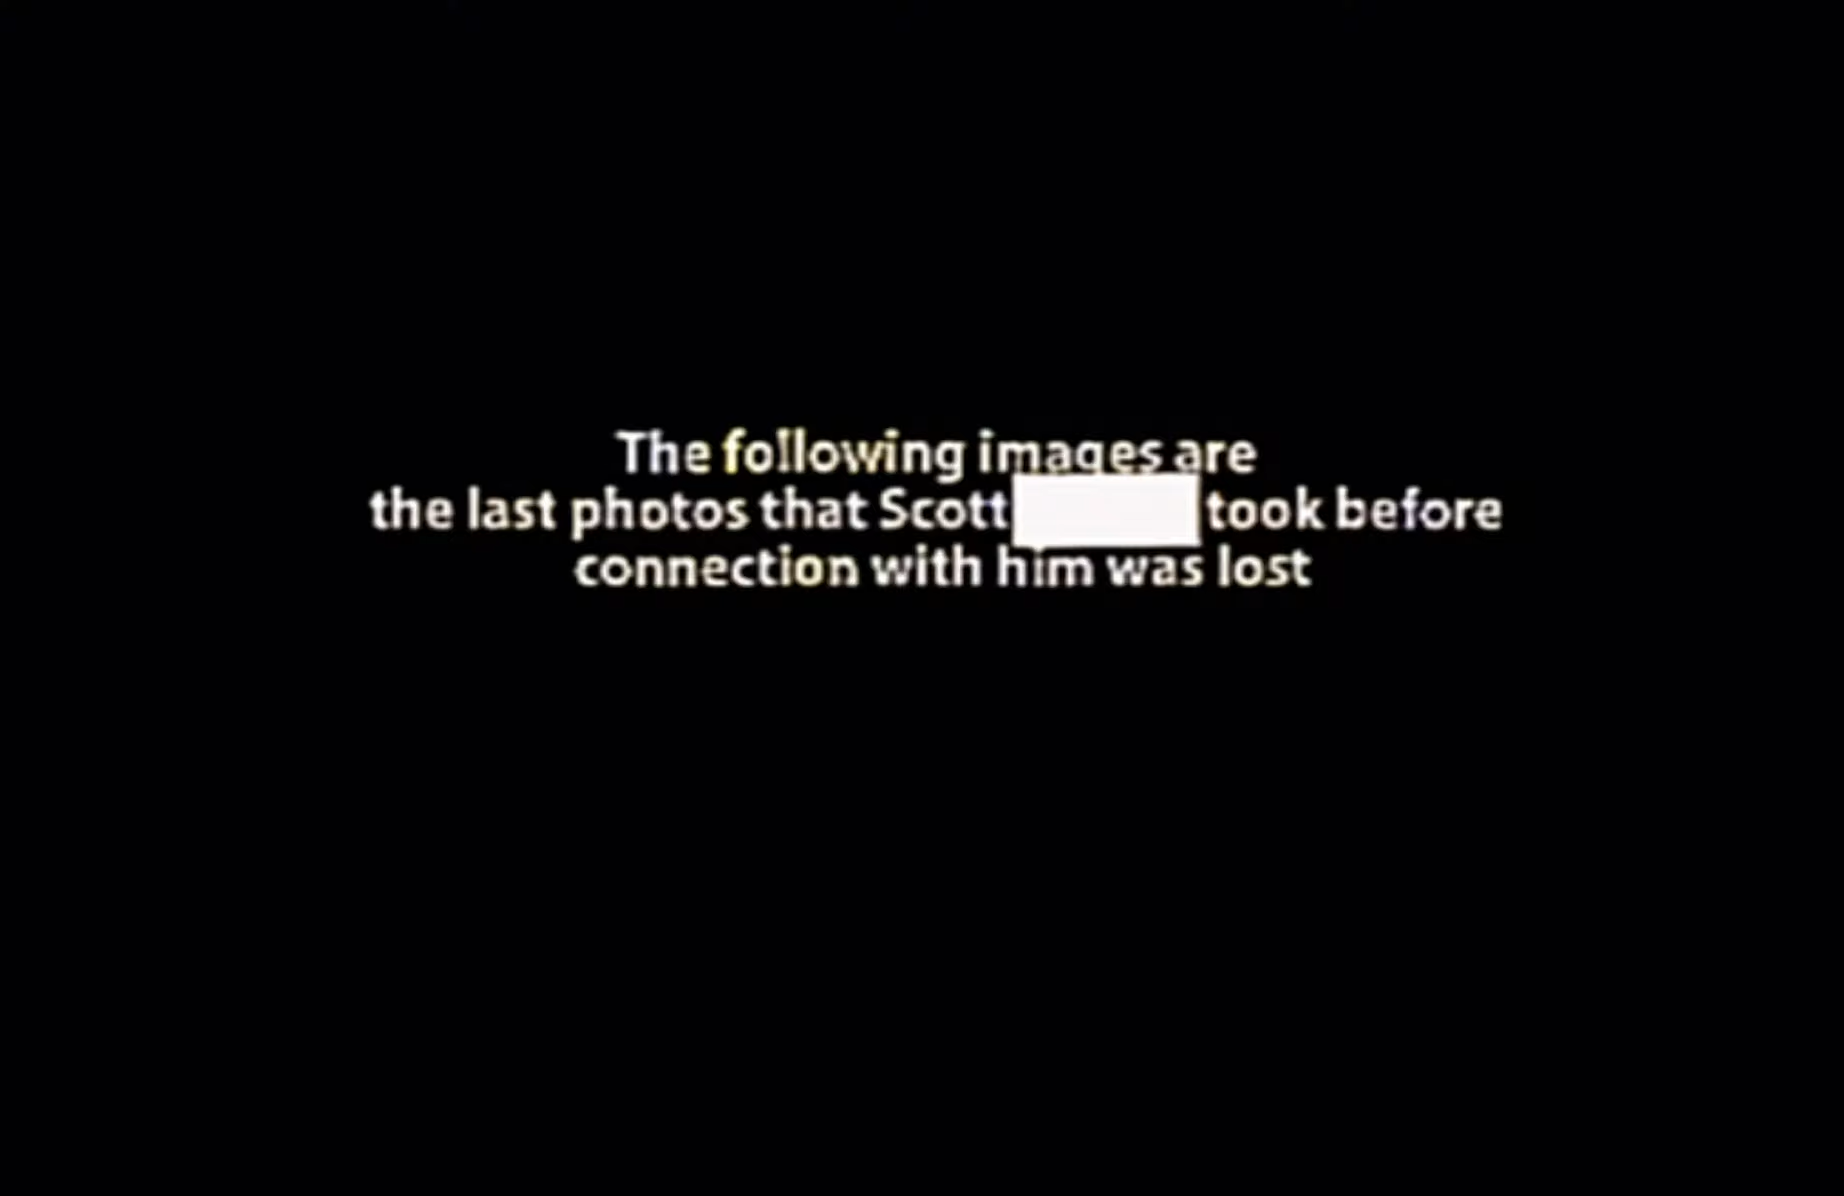 The following images are
the last photos that Scott took before
connection with him was lost